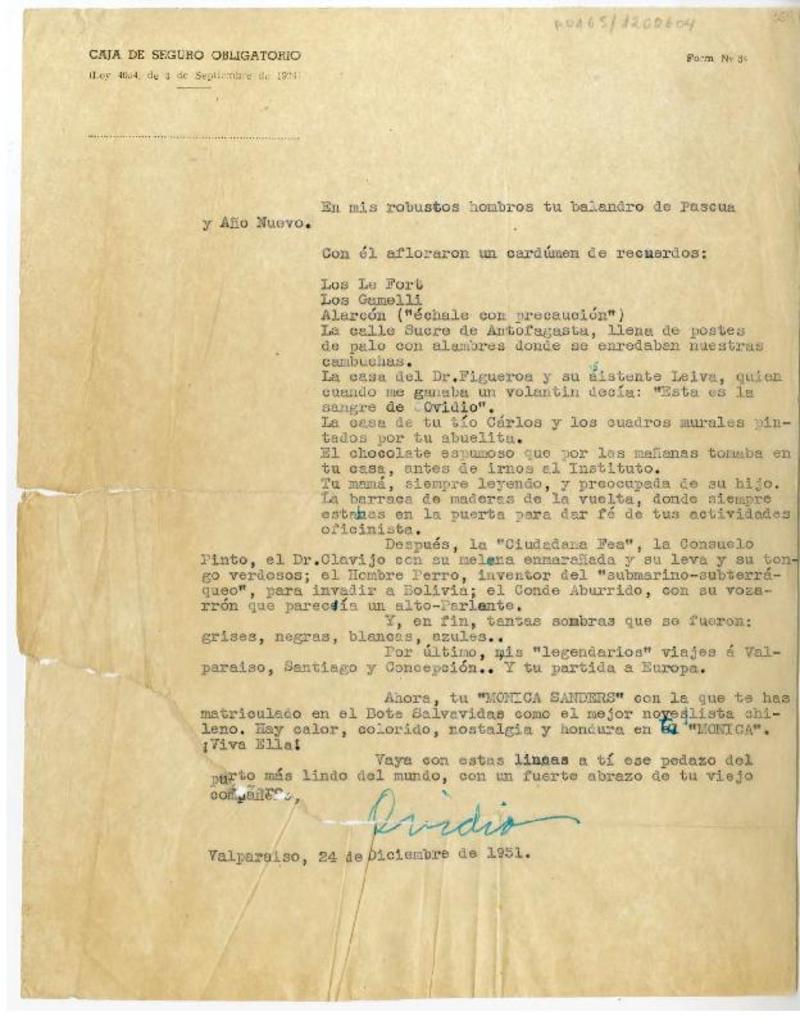 CAJA DE SEGURO OBLIGATORIO
(Ley 4054, de 8 de Septiembre de 1924)
Form. Nº
En mis robustos hombros tu balandro de Pascua
y Año Nuevo.
Con él afloraron un cardúmen de recuerdos:
Los Le Fort
Los Gamelli
Alarcón ("échale con precaución")
La calle Sucre de Antofagasta, llena de postes
de palo con alambres donde se enredaban nuestras
cambuchas.
La casa del Dr.Figueroa y su asistente Leiva, quien
cuando me ganaba un volantin decía: "Esta es la
sangre de Ovidio".
La casa de tu tío Cárlos y los cuadros murales pin-
tados por tu abuelita.
El chocolate espumoso que por las mañanas tomaba en
tu casa, antes de irnos al Instituto.
Tu mamá, siempre leyendo, y preocupada de su hijo.
La barraca de maderas de la vuelta, donde siempre
estabas en la puerta para dar fé de tus actividades
oficinista.
Después, la "Ciudadana Fea", la Consuelo
Pinto, el Dr.Clavijo con su melena enmarañada y su leva y su ton-
go verdosos; el Hombre Perro, inventor del "submarino-subterrá-
queo", para invadir a Bolivia; el Conde Aburrido, con su voza-
rrón que parecía un alto-Parlante.
Y, en fin, tantas sombras que se fueron:
grises, negras, blancas, azules..
Por último, mis "legendarios" viajes á Val-
paraiso, Santiago y Concepción.. Y tu partida a Europa.
Ahora, tu "MONICA SANDERS" con la que te has
matriculado en el Bote Salvavidas como el mejor novelista chi-
leno. Hay calor, colorido, nostalgia y hondura en tu "MONICA".
¡Viva Ella!
Vaya con estas lineas a tí ese pedazo del
puerto más lindo del mundo, con un fuerte abrazo de tu viejo
compañero,
Ovidio
Valparaiso, 24 de Diciembre de 1951.